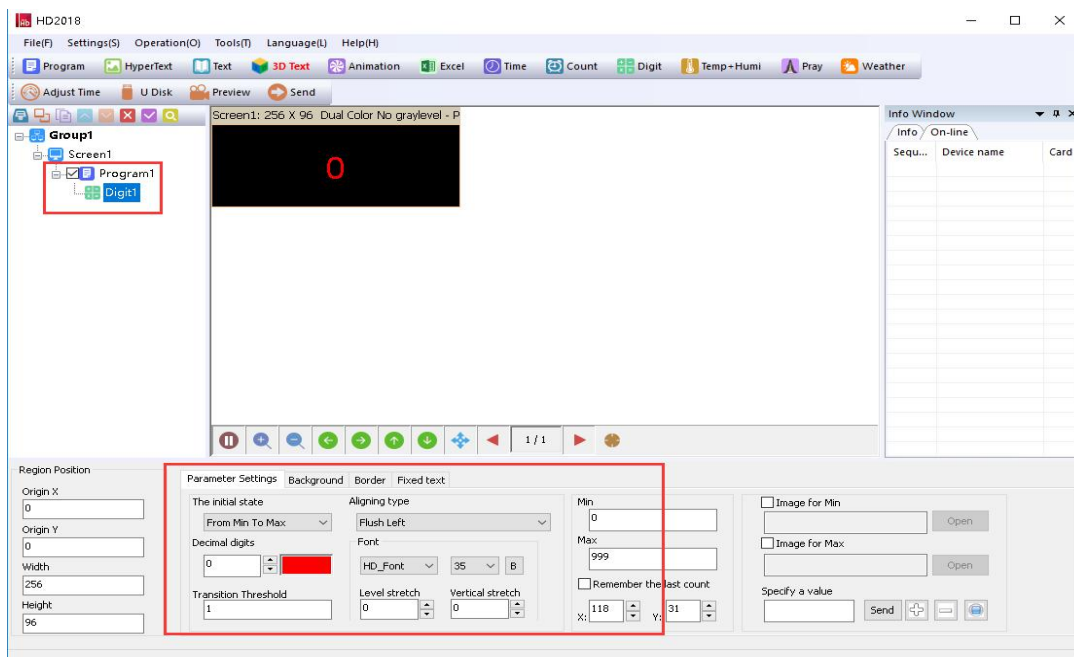 HD2018
File(F) Settings(S) Operation(O) Tools(T) Language(L) Help(H)
Program HyperText Text 3D Text Animation Excel Time Count Digit Temp+Humi Pray Weather
Adjust Time U Disk Preview Send
Group1
Screen1
Program1
Digit1
Screen1: 256 X 96 Dual Color No graylevel - P
0
1/1
Info Window
Info On-line
Sequ... Device name Card
Region Position
Origin X
0
Origin Y
0
Width
256
Height
96
Parameter Settings Background Border Fixed text
The initial state
From Min To Max
Decimal digits
0
Transition Threshold
1
Aligning type
Flush Left
Font
HD_Font 35 B
Level stretch Vertical stretch
0 0
Min
0
Max
999
Remember the last count
X: 118 Y: 31
Image for Min
Open
Image for Max
Open
Specify a value
Send